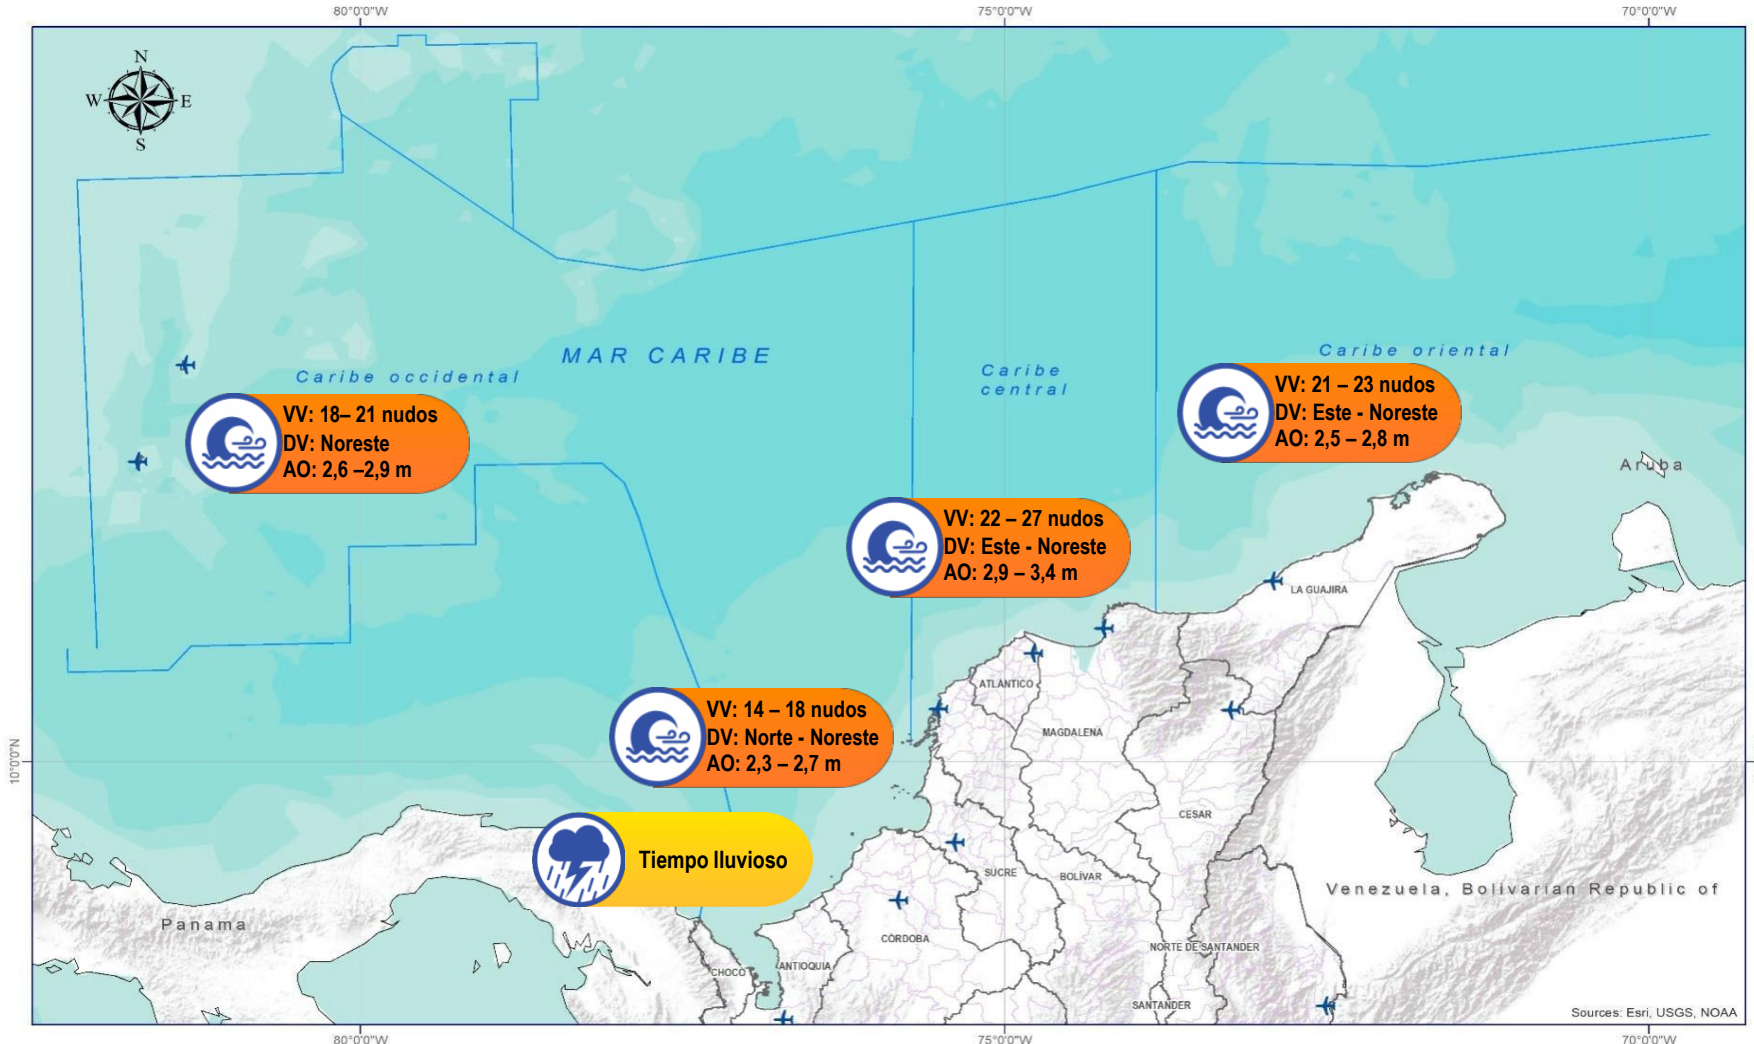 80°0'0"W
75°0'0"W
70°0'0"W
N
W
E
S
MAR CARIBE
Caribe occidental
Caribe
central
Caribe oriental
VV: 18– 21 nudos
DV: Noreste
AO: 2,6 –2,9 m
VV: 21 – 23 nudos
DV: Este - Noreste
AO: 2,5 – 2,8 m
Aruba
VV: 22 – 27 nudos
DV: Este - Noreste
AO: 2,9 – 3,4 m
LA GUAJIRA
ATLÁNTICO
VV: 14 – 18 nudos
DV: Norte - Noreste
AO: 2,3 – 2,7 m
MAGDALENA
10°0'0"N
CESAR
Tiempo lluvioso
SUCRE
BOLÍVAR
Venezuela, Bolivarian Republic of
Panama
CÓRDOBA
NORTE DE SANTANDER
CHOCÓ
ANTIOQUIA
SANTANDER
Sources: Esri, USGS, NOAA
80°0'0"W
75°0'0"W
70°0'0"W